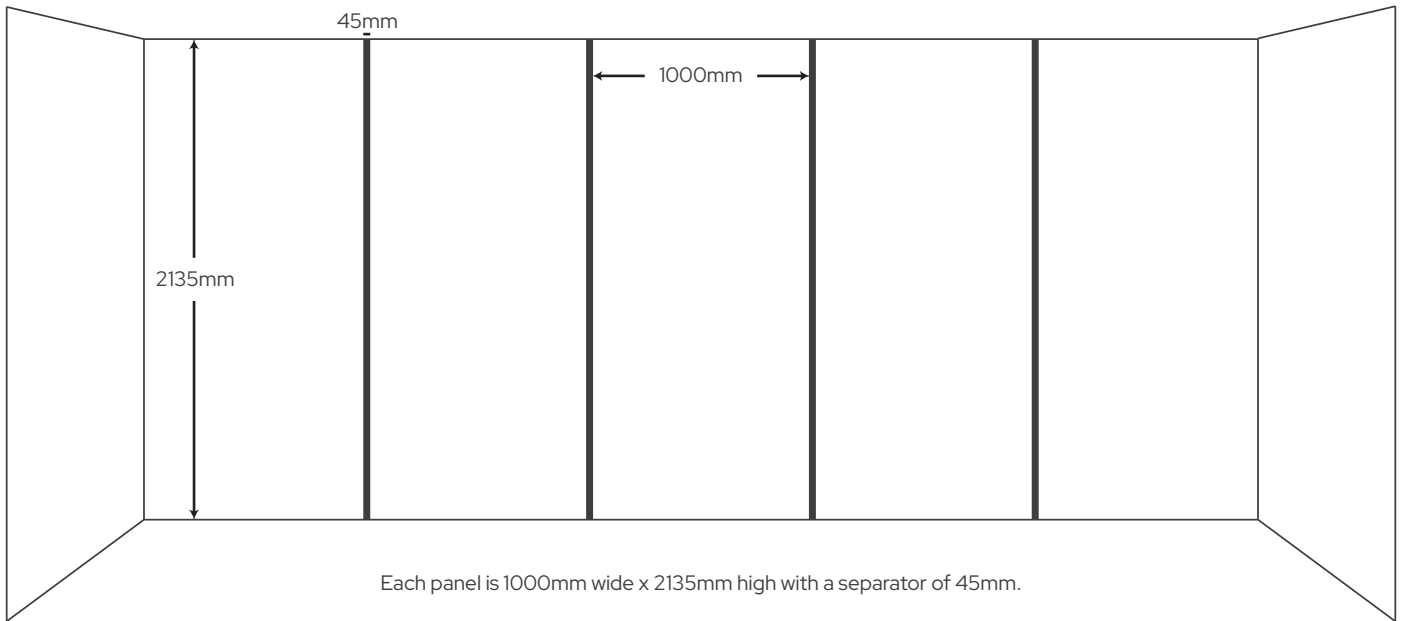 45mm
1000mm
2135mm
Each panel is 1000mm wide x 2135mm high with a separator of 45mm.